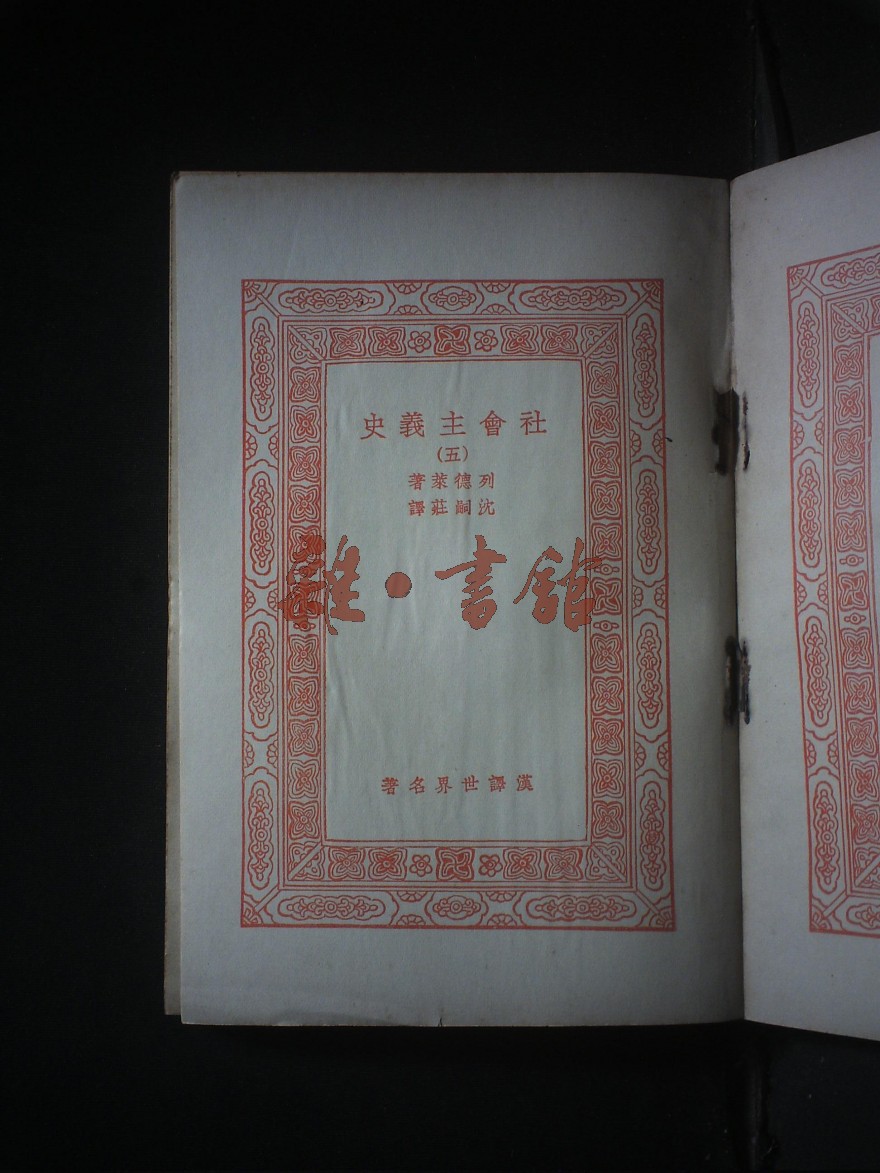 社會主義史
(五)
列德萊著
沈嗣莊譯
雜·書館
漢譯世界名著